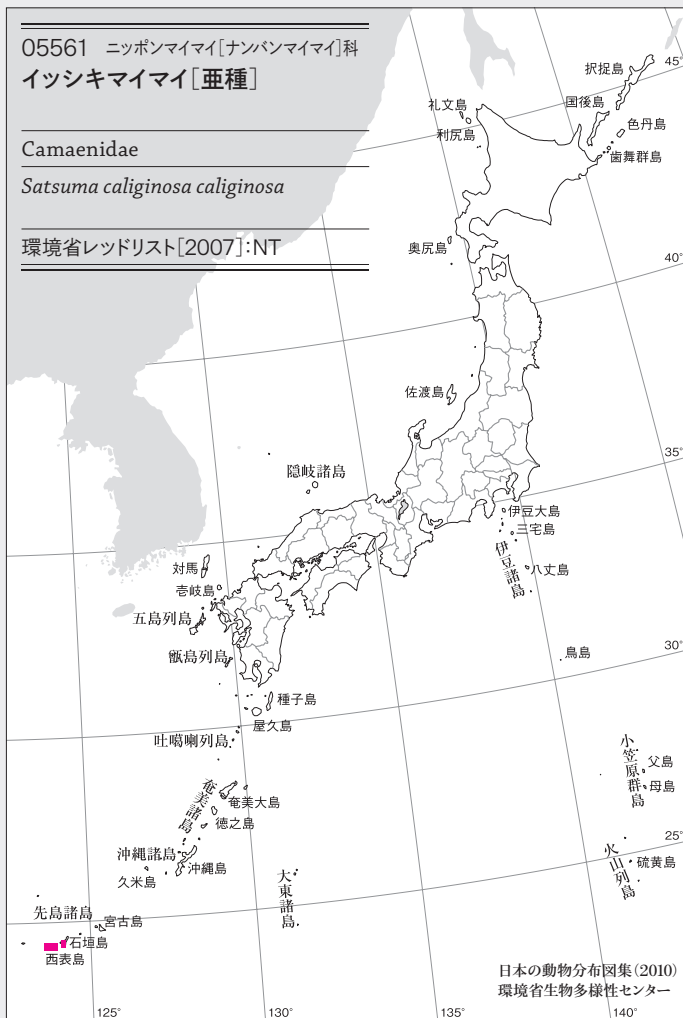 05561 ニッポンマイマイ[ナンバンマイマイ]科
イッシキマイマイ[亜種]
Camaenidae
Satsuma caliginosa caliginosa
環境省レッドリスト[2007]:NT
択捉島
45°
礼文島
国後島
色丹島
利尻島
歯舞群島
奥尻島
40°
佐渡島
35°
隠岐諸島
伊豆大島
三宅島
伊豆諸島
八丈島
対馬
壱岐島
五島列島
甑島列島
鳥島
30°
種子島
屋久島
吐噶喇列島
小笠原群島
父島
母島
奄美諸島
奄美大島
徳之島
25°
沖縄諸島
沖縄島
久米島
大東諸島
火山列島
硫黄島
先島諸島
宮古島
石垣島
西表島
日本の動物分布図集(2010)
環境省生物多様性センター
125°
130°
135°
140°